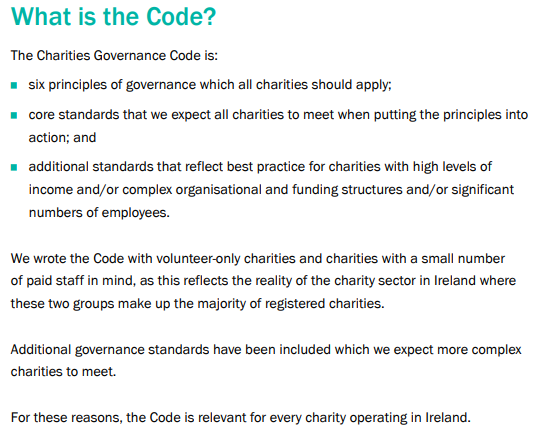 What is the Code?
The Charities Governance Code is:
■ six principles of governance which all charities should apply;
■ core standards that we expect all charities to meet when putting the principles into
action; and
■ additional standards that reflect best practice for charities with high levels of
income and/or complex organisational and funding structures and/or significant
numbers of employees.
We wrote the Code with volunteer-only charities and charities with a small number
of paid staff in mind, as this reflects the reality of the charity sector in Ireland where
these two groups make up the majority of registered charities.
Additional governance standards have been included which we expect more complex
charities to meet.
For these reasons, the Code is relevant for every charity operating in Ireland.